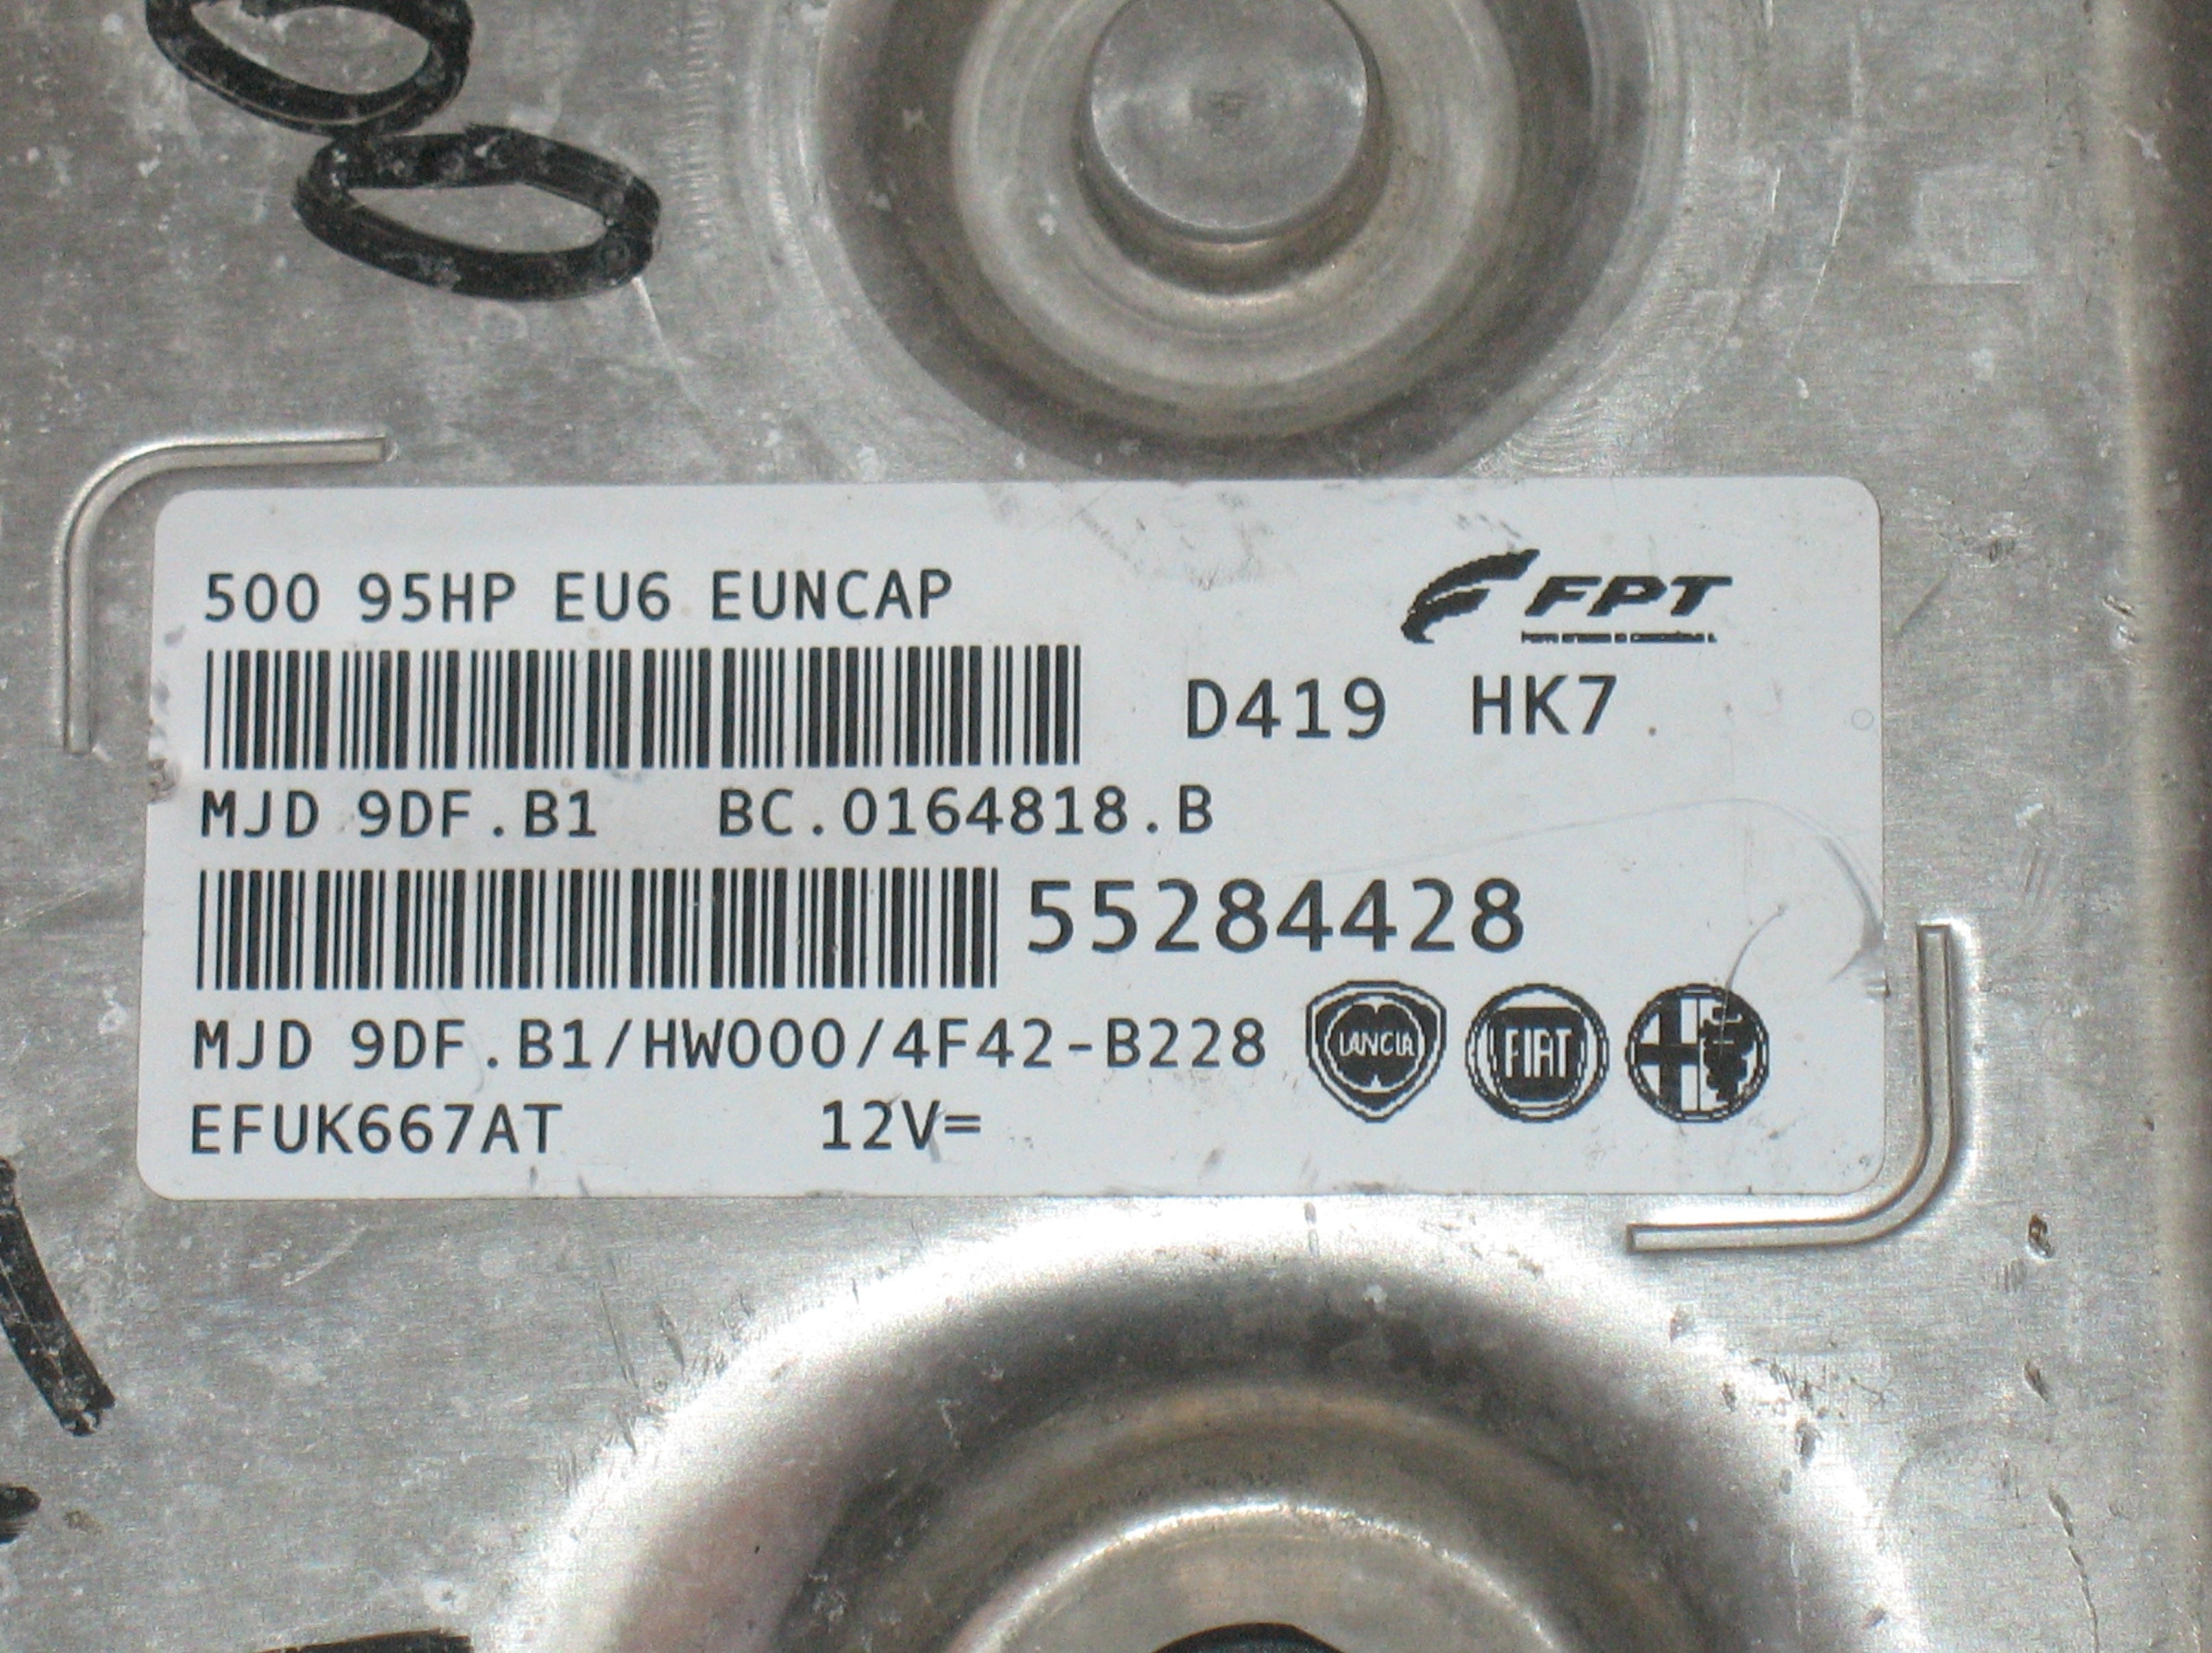 500 95HP EU6 EUNCAP
FPT
D419 HK7
MJD 9DF.B1 BC.0164818.B
55284428
MJD 9DF.B1/HW000/4F42-B228
LANCIA FIAT
EFUK667AT 12V=